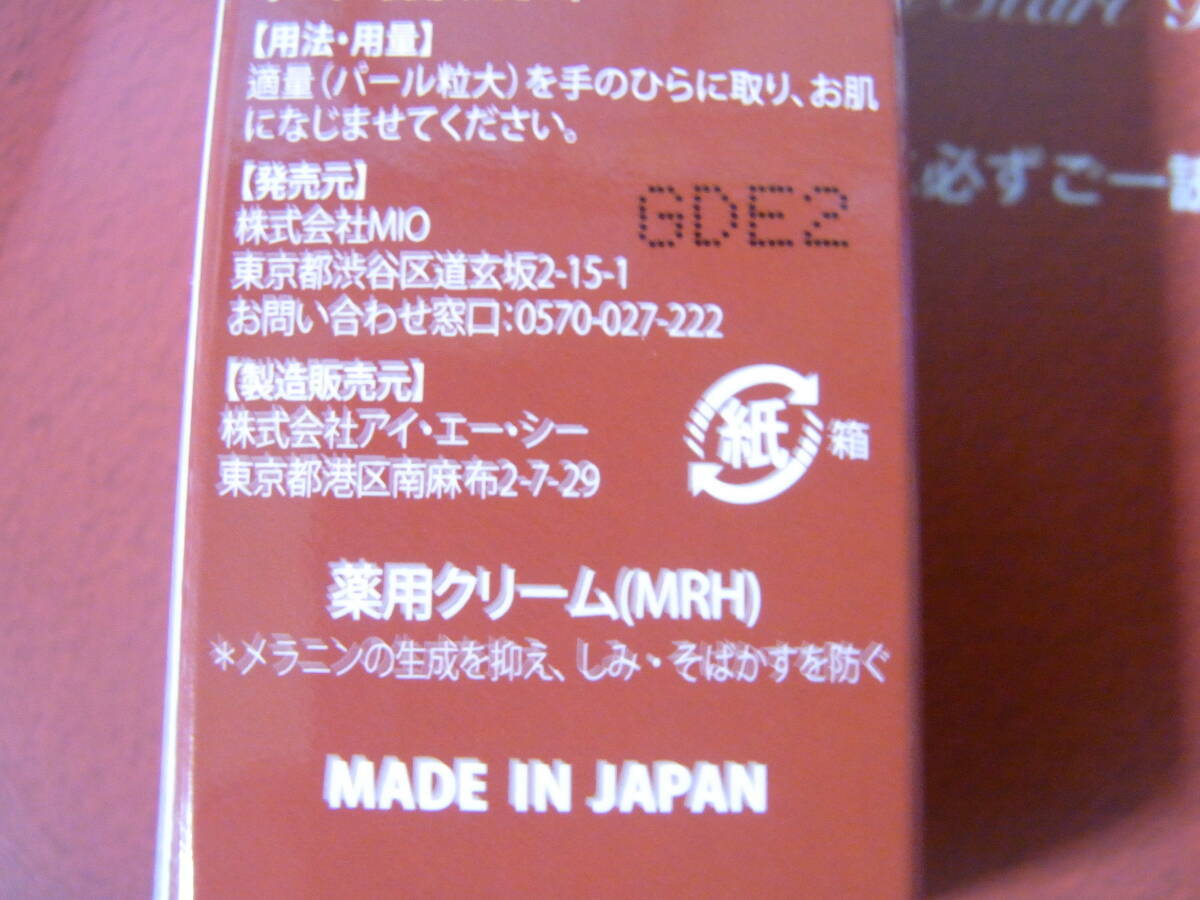 【用法・用量】
適量(パール粒大)を手のひらに取り、お肌
になじませてください。
【発売元】
株式会社MIO
東京都渋谷区道玄坂2-15-1
お問い合わせ窓口:0570-027-222
GDE2
【製造販売元】
株式会社アイ・エー・シー
東京都港区南麻布2-7-29
紙 箱
薬用クリーム(MRH)
*メラニンの生成を抑え、しみ・そばかすを防ぐ
MADE IN JAPAN
Start
必ずご一読